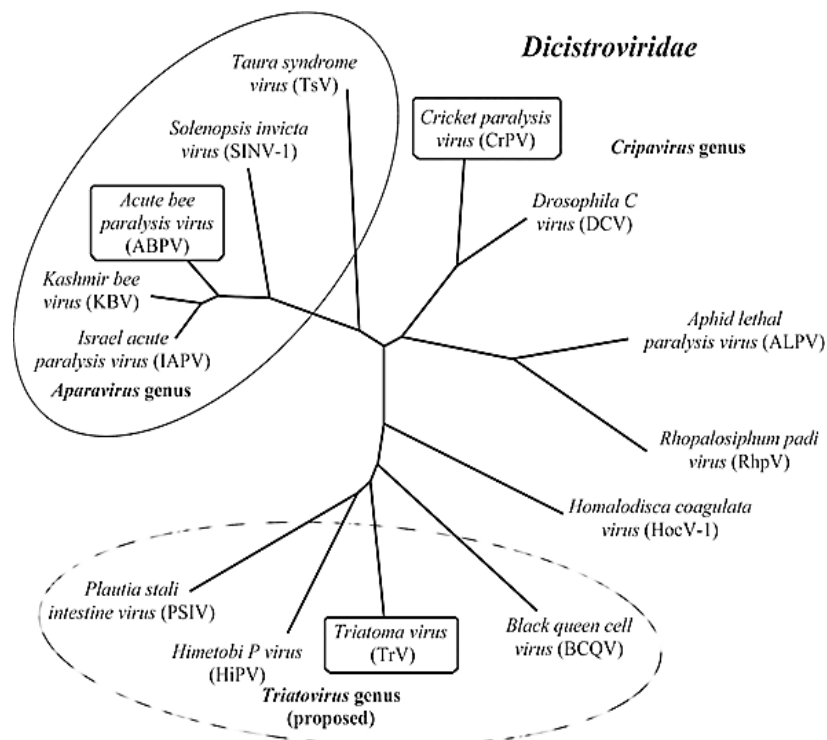 Dicistroviridae
Taura syndrome
virus (TsV)
Solenopsis invicta
virus (SINV-1)
Acute bee
paralysis virus
(ABPV)
Kashmir bee
virus (KBV)
Israel acute
paralysis virus (IAPV)
Aparavirus genus
Cricket paralysis
virus (CrPV)
Cripavirus genus
Drosophila C
virus (DCV)
Aphid lethal
paralysis virus (ALPV)
Rhopalosiphum padi
virus (RhpV)
Homalodisca coagulata
virus (HocV-1)
Plautia stali
intestine virus (PSIV)
Himetobi P virus
(HiPV)
Triatoma virus
(TrV)
Black queen cell
virus (BCQV)
Triatovirus genus
(proposed)